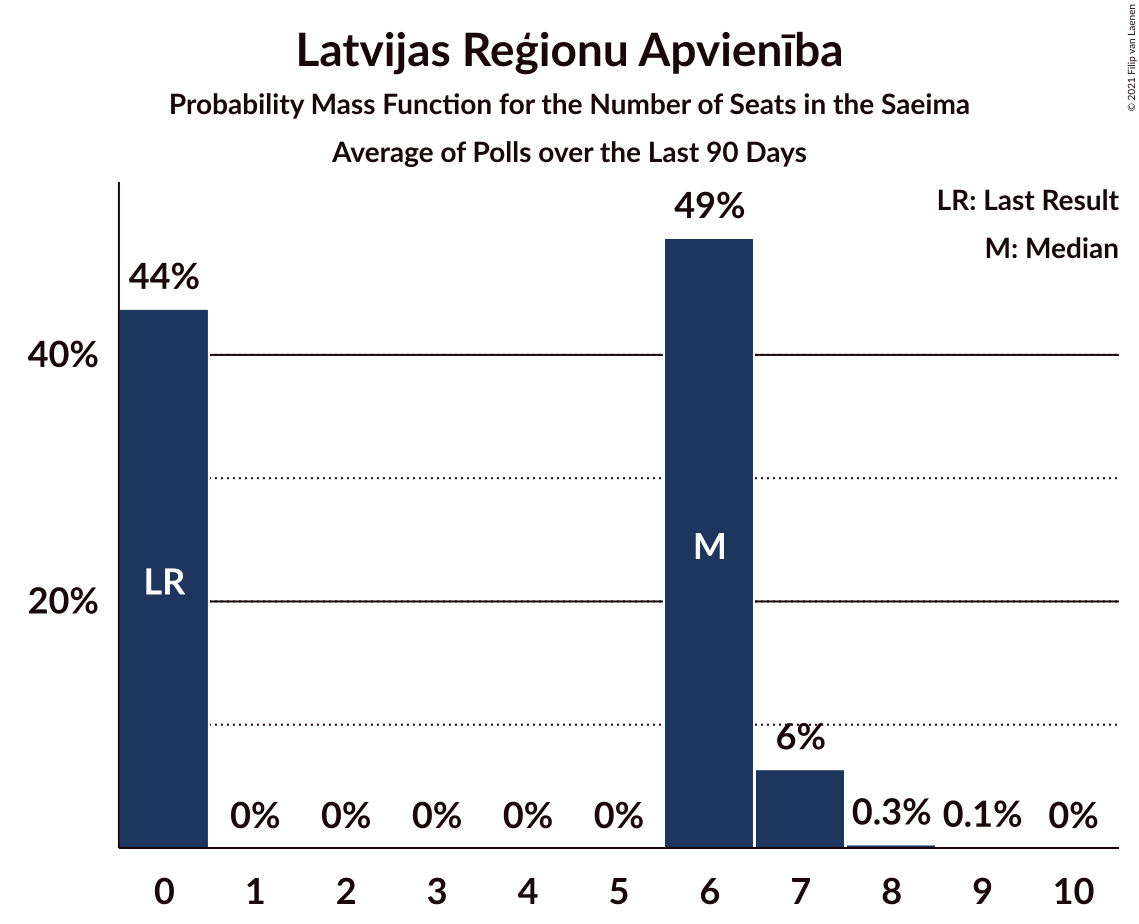 Latvijas Reģionu Apvienība
Probability Mass Function for the Number of Seats in the Saeima
Average of Polls over the Last 90 Days
© 2021 Filip van Laenen
LR: Last Result
M: Median
49%
44%
40%
20%
LR
M
0% 0% 0% 0% 0% 6% 0.3% 0.1% 0%
0 1 2 3 4 5 6 7 8 9 10